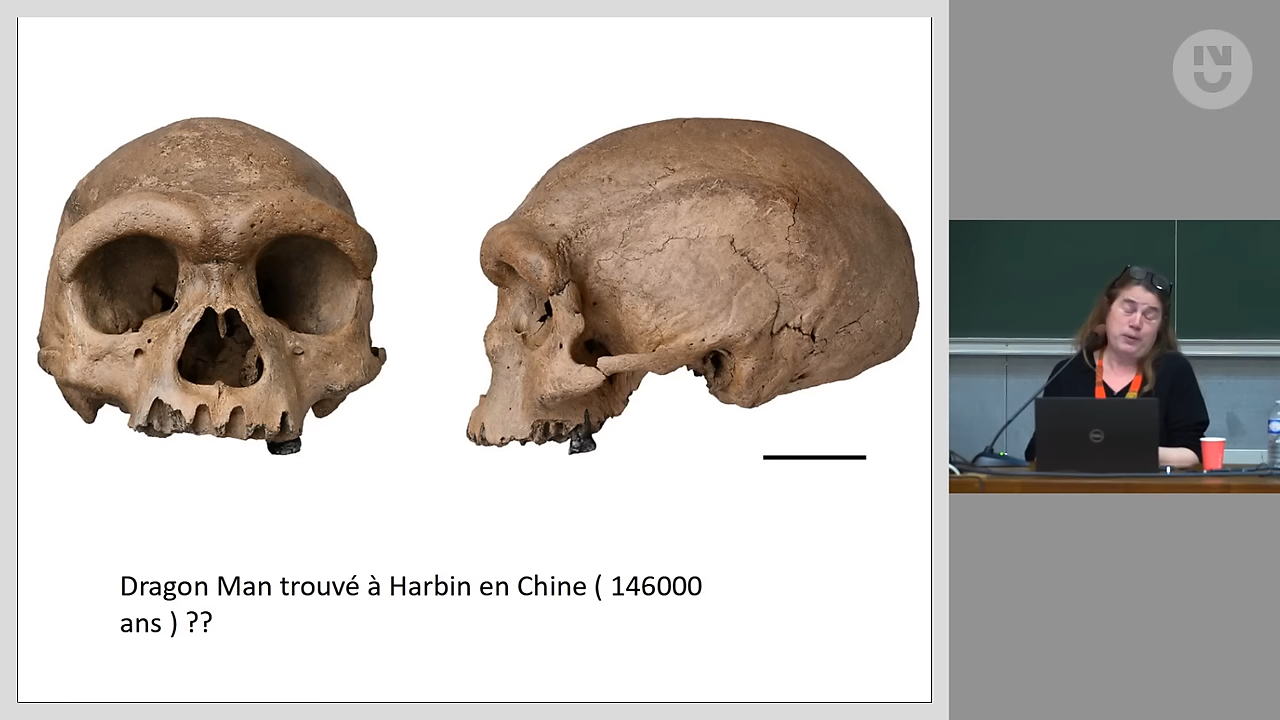 Dragon Man trouvé à Harbin en Chine ( 146000
ans ) ??